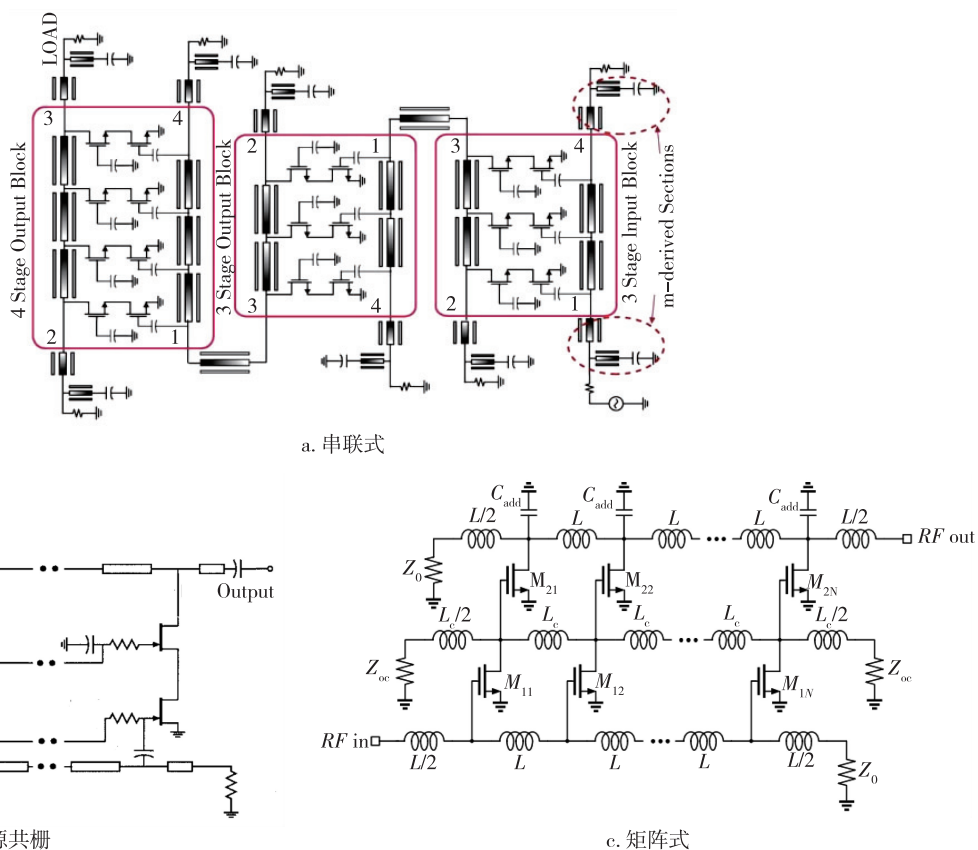 LOAD
3
4
2
1
4 Stage Output Block
2
1
3
4
3 Stage Output Block
3
4
2
1
3 Stage Input Block
m-derived Sections
a. 串联式
Output
源共栅
L/2
C_add
L
C_add
L
L
C_add
L/2
RF out
Z_0
M_21
M_22
M_2N
L_c/2
L_c
L_c
L_c
L_c/2
Z_oc
M_11
M_12
M_1N
Z_oc
RF in
L/2
L
L
L
L/2
Z_0
c. 矩阵式